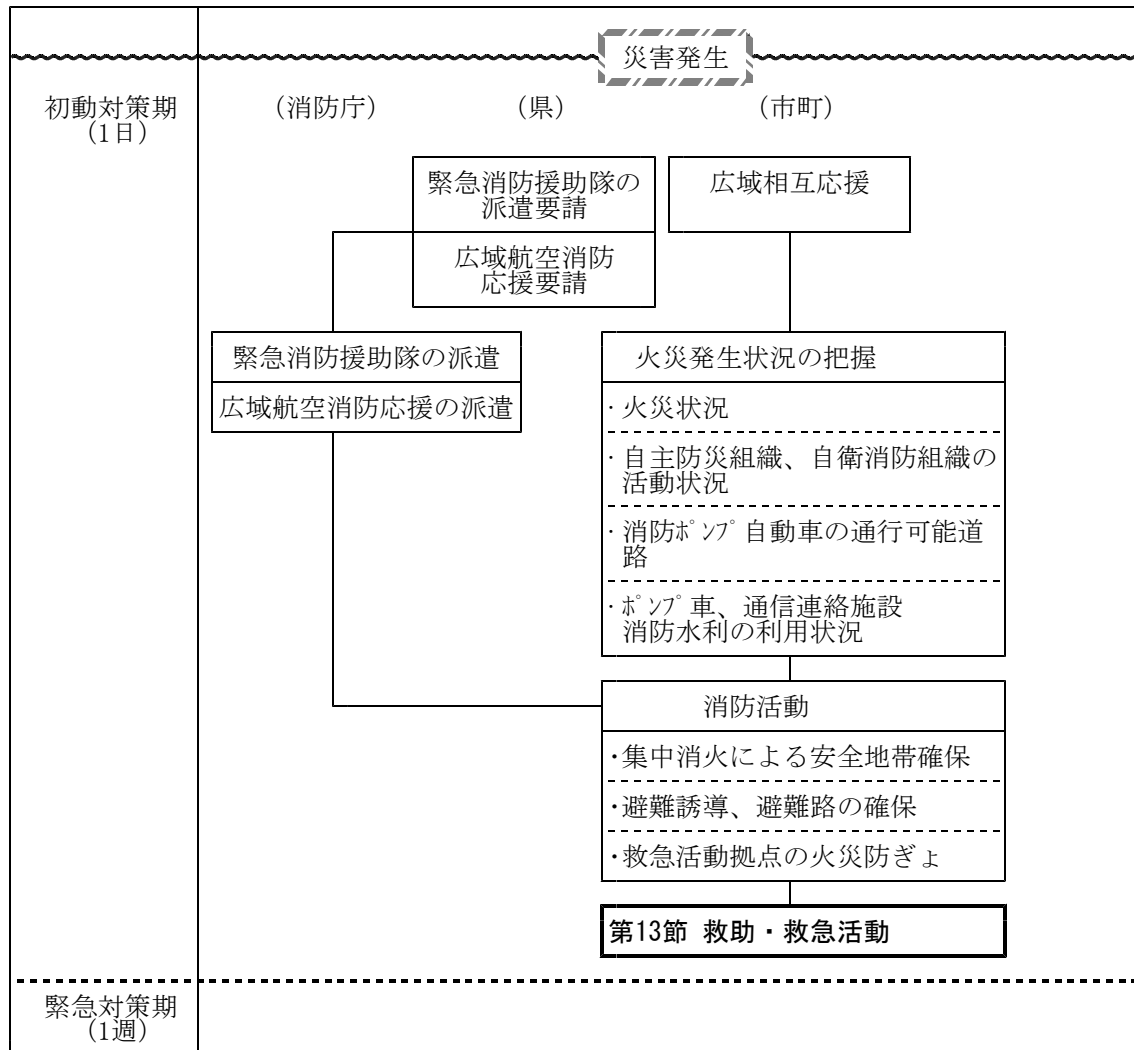 災害発生
初動対策期
(1日)
(消防庁)
(県)
(市町)
緊急消防援助隊の
派遣要請
広域相互応援
広域航空消防
応援要請
緊急消防援助隊の派遣
広域航空消防応援の派遣
火災発生状況の把握
・火災状況
・自主防災組織、自衛消防組織の
活動状況
・消防ﾎﾟﾝﾌﾟ自動車の通行可能道
路
・ﾎﾟﾝﾌﾟ車、通信連絡施設
消防水利の利用状況
消防活動
・集中消火による安全地帯確保
・避難誘導、避難路の確保
・救急活動拠点の火災防ぎょ
第13節 救助・救急活動
緊急対策期
(1週)